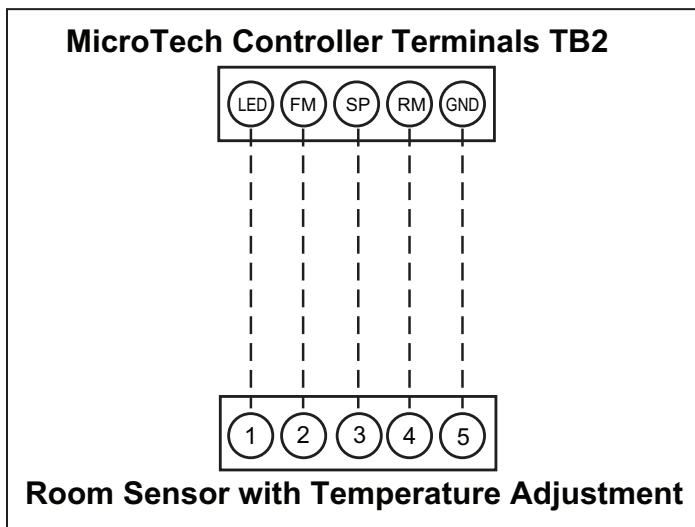 MicroTech Controller Terminals TB2
LED FM SP RM GND
1 2 3 4 5
Room Sensor with Temperature Adjustment